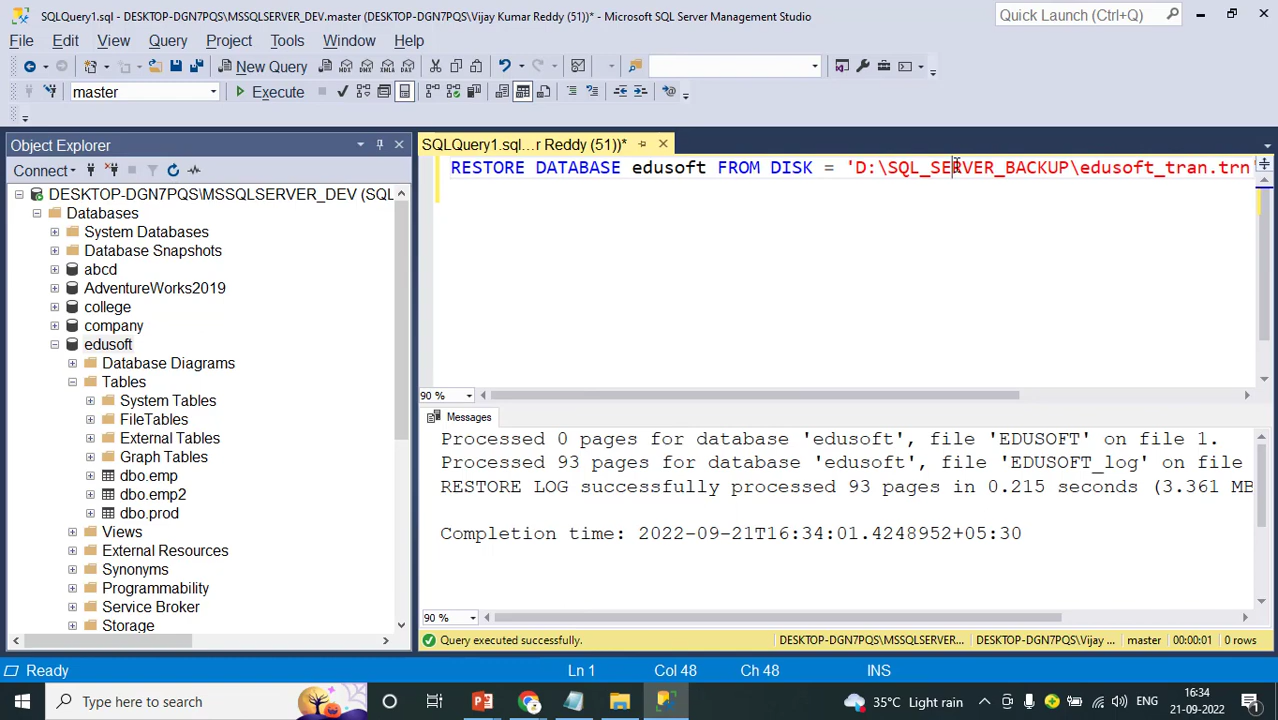 SQLQuery1.sql - DESKTOP-DGN7PQS\MSSQLSERVER_DEV.master (DESKTOP-DGN7PQS\Vijay Kumar Reddy (51))* - Microsoft SQL Server Management Studio
Quick Launch (Ctrl+Q)
File Edit View Query Project Tools Window Help
New Query
master
Execute
Object Explorer
SQLQuery1.sql...r Reddy (51))*
Connect
RESTORE DATABASE edusoft FROM DISK = 'D:\SQL_SERVER_BACKUP\edusoft_tran.trn'
DESKTOP-DGN7PQS\MSSQLSERVER_DEV (SQL
Databases
System Databases
Database Snapshots
abcd
AdventureWorks2019
college
company
edusoft
Database Diagrams
Tables
System Tables
FileTables
External Tables
Graph Tables
dbo.emp
dbo.emp2
dbo.prod
Views
External Resources
Synonyms
Programmability
Service Broker
Storage
90 %
Messages
Processed 0 pages for database 'edusoft', file 'EDUSOFT' on file 1.
Processed 93 pages for database 'edusoft', file 'EDUSOFT_log' on file
RESTORE LOG successfully processed 93 pages in 0.215 seconds (3.361 MB
Completion time: 2022-09-21T16:34:01.4248952+05:30
90 %
Query executed successfully.
DESKTOP-DGN7PQS\MSSQLSERVER... DESKTOP-DGN7PQS\Vijay ... master 00:00:01 0 rows
Ready
Ln 1 Col 48 Ch 48 INS
Type here to search
35°C Light rain
ENG
16:34
21-09-2022
1